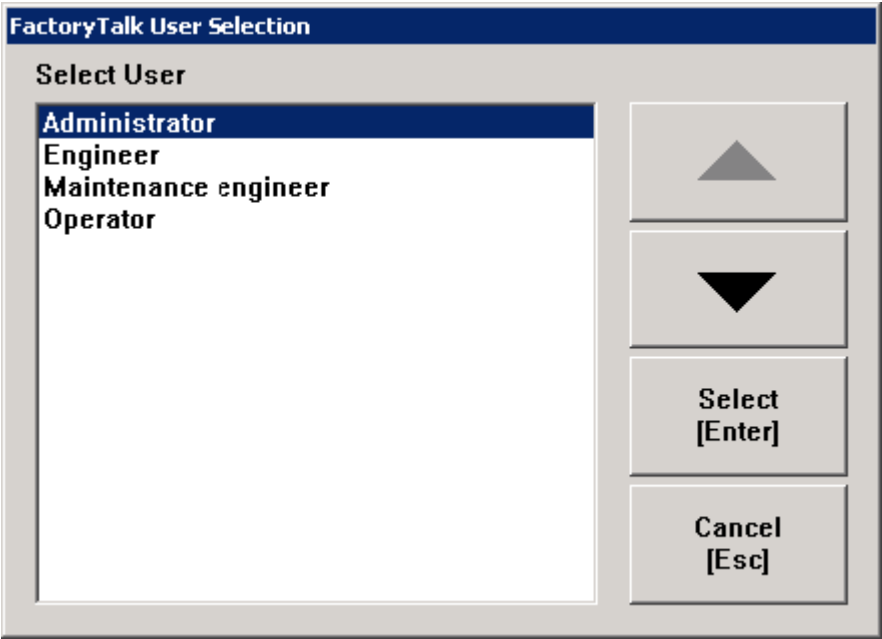 FactoryTalk User Selection
Select User
Administrator
Engineer
Maintenance engineer
Operator
Select
[Enter]
Cancel
[Esc]